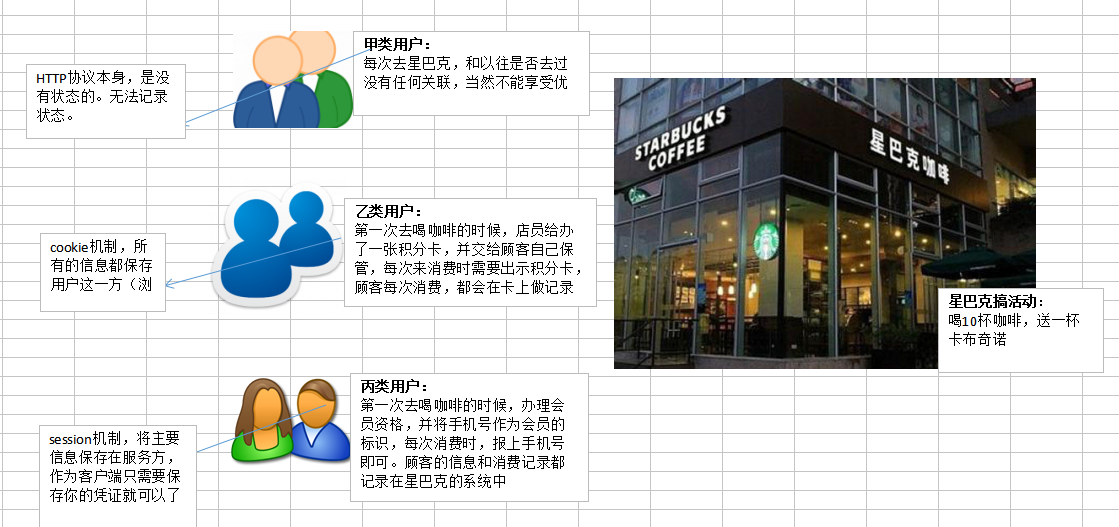 HTTP协议本身，是没
有状态的。无法记录
状态。
甲类用户：
每次去星巴克，和以往是否去过
没有任何关联，当然不能享受优
cookie机制，所
有的信息都保存
用户这一方（浏
乙类用户：
第一次去喝咖啡的时候，店员给办
了一张积分卡，并交给顾客自己保
管，每次来消费时需要出示积分卡，
顾客每次消费，都会在卡上做记录
session机制，将主要
信息保存在服务方，
作为客户端只需要保
存你的凭证就可以了
丙类用户：
第一次去喝咖啡的时候，办理会
员资格，并将手机号作为会员的
标识，每次消费时，报上手机号
即可。顾客的信息和消费记录都
记录在星巴克的系统中
STARBUCKS
COFFEE
星巴克咖啡
星巴克搞活动：
喝10杯咖啡，送一杯
卡布奇诺